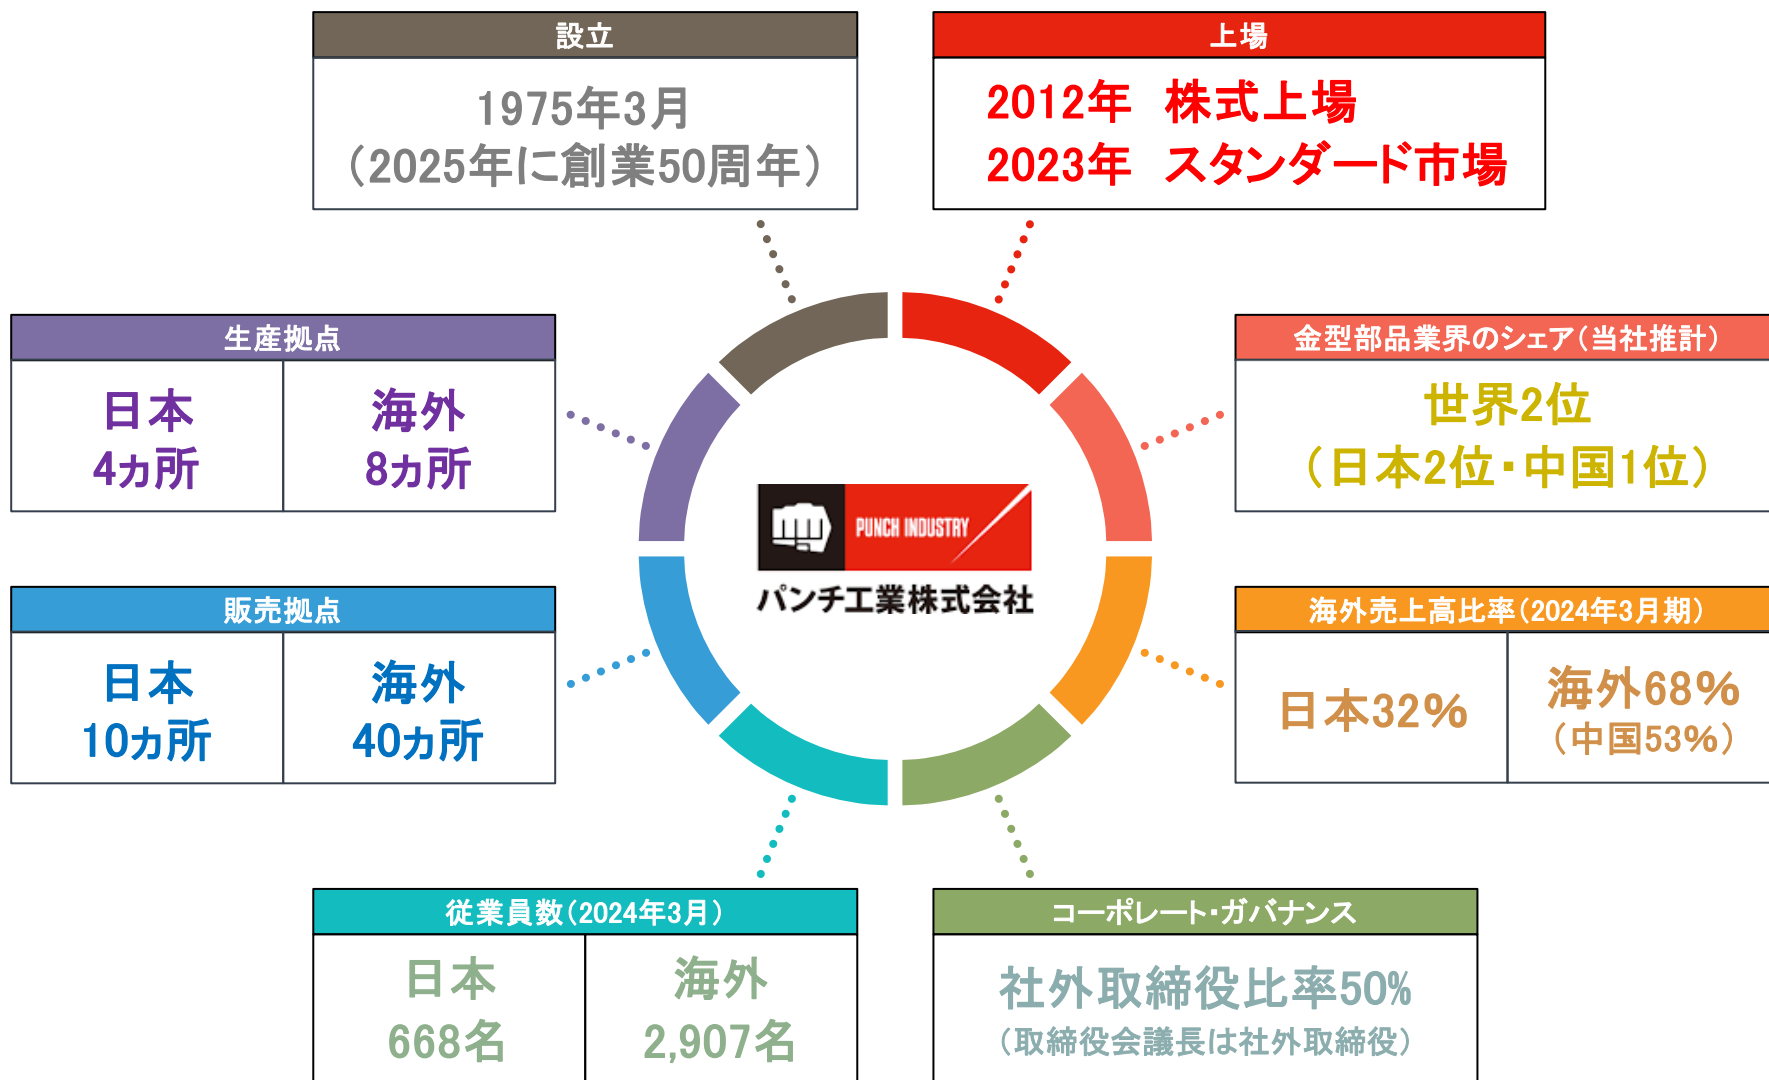 設立
1975年3月
（2025年に創業50周年）
上場
2012年　株式上場
2023年　スタンダード市場
生産拠点
日本
4ヵ所
海外
8ヵ所
金型部品業界のシェア（当社推計）
世界2位
（日本2位・中国1位）
PUNCH INDUSTRY
パンチ工業株式会社
販売拠点
日本
10ヵ所
海外
40ヵ所
海外売上高比率（2024年3月期）
日本32%
海外68%
（中国53%）
従業員数（2024年3月）
日本
668名
海外
2,907名
コーポレート・ガバナンス
社外取締役比率50%
（取締役会議長は社外取締役）